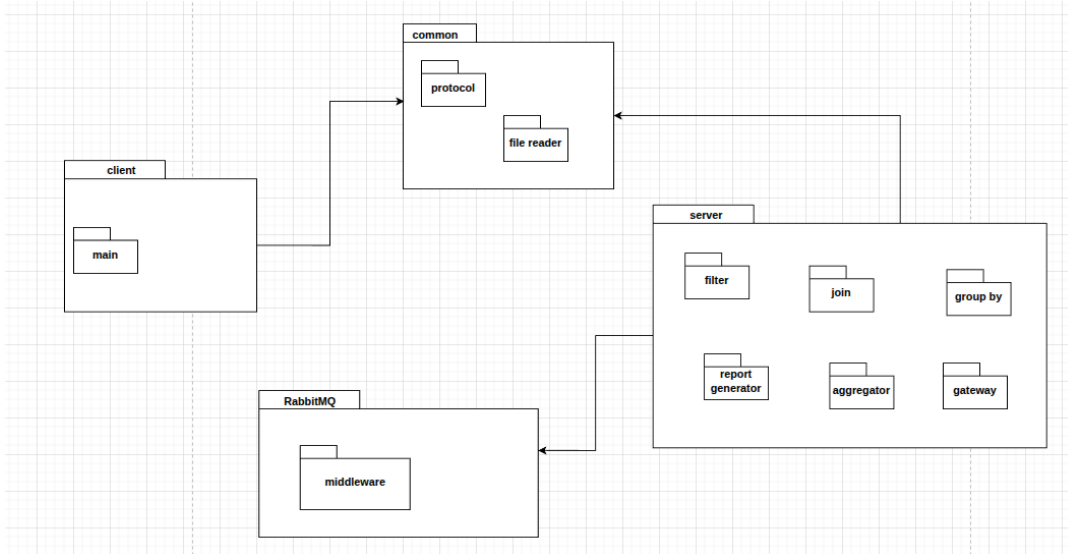 common
protocol
file reader
client
main
server
filter
join
group by
report
generator
aggregator
gateway
RabbitMQ
middleware